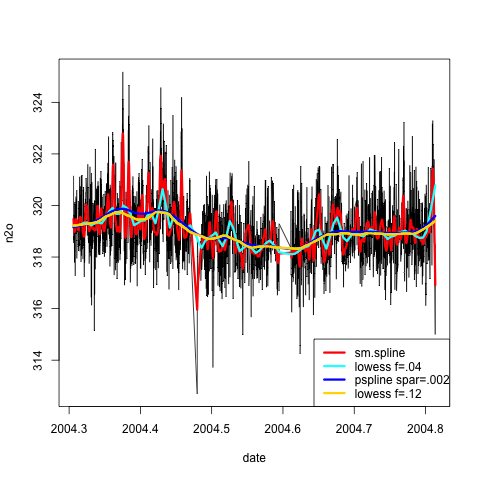 324
322
320
318
316
314
n2o
2004.3 2004.4 2004.5 2004.6 2004.7 2004.8
date
sm.spline
lowess f=.04
pspline spar=.002
lowess f=.12